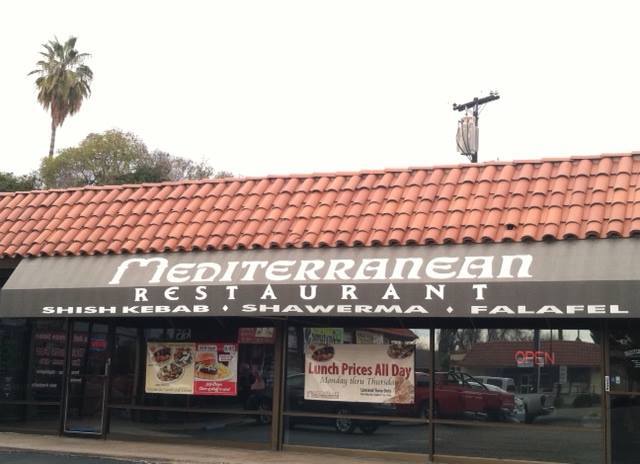 MEDITERRANEAN
RESTAURANT
SHISH KEBAB • SHAWERMA • FALAFEL
OPEN
Lunch Prices All Day
Monday thru Thursday